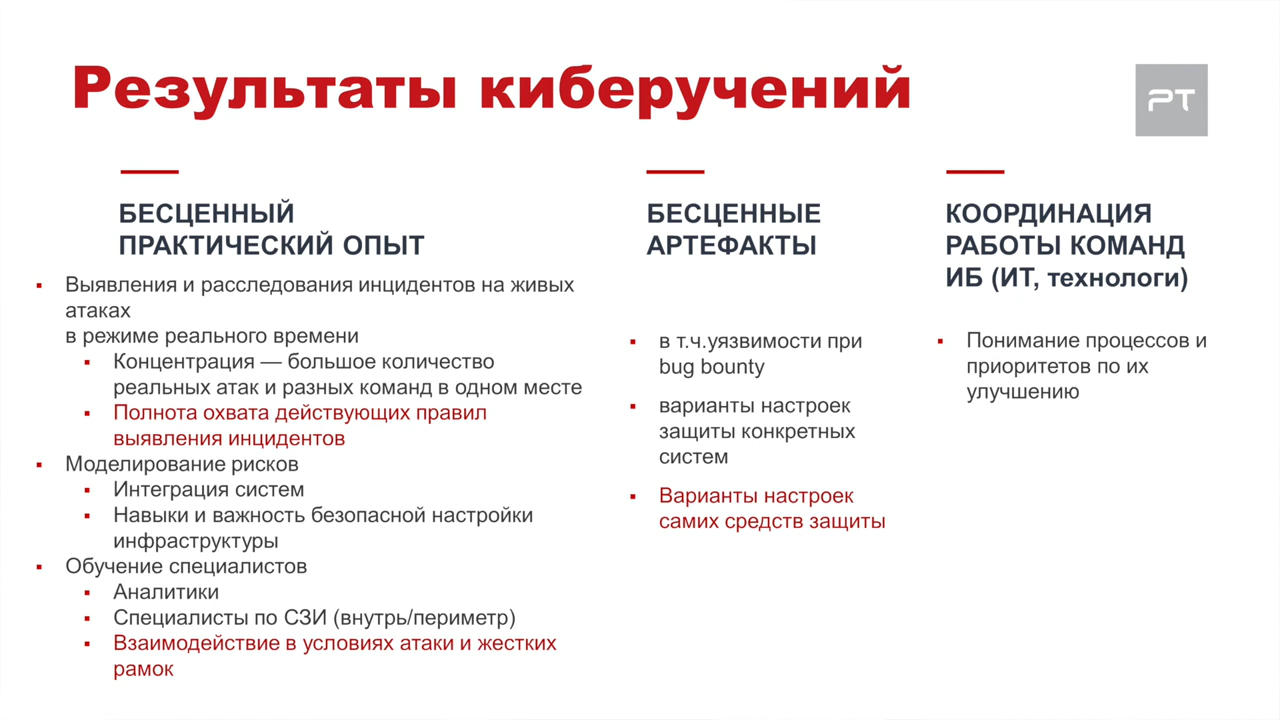 Результаты киберучений
PT
БЕСЦЕННЫЙ
ПРАКТИЧЕСКИЙ ОПЫТ
▪ Выявления и расследования инцидентов на живых
атаках
в режиме реального времени
▪ Концентрация — большое количество
реальных атак и разных команд в одном месте
▪ Полнота охвата действующих правил
выявления инцидентов
▪ Моделирование рисков
▪ Интеграция систем
▪ Навыки и важность безопасной настройки
инфраструктуры
▪ Обучение специалистов
▪ Аналитики
▪ Специалисты по СЗИ (внутрь/периметр)
▪ Взаимодействие в условиях атаки и жестких
рамок
БЕСЦЕННЫЕ
АРТЕФАКТЫ
▪ в т.ч.уязвимости при
bug bounty
▪ варианты настроек
защиты конкретных
систем
▪ Варианты настроек
самих средств защиты
КООРДИНАЦИЯ
РАБОТЫ КОМАНД
ИБ (ИТ, технологи)
▪ Понимание процессов и
приоритетов по их
улучшению